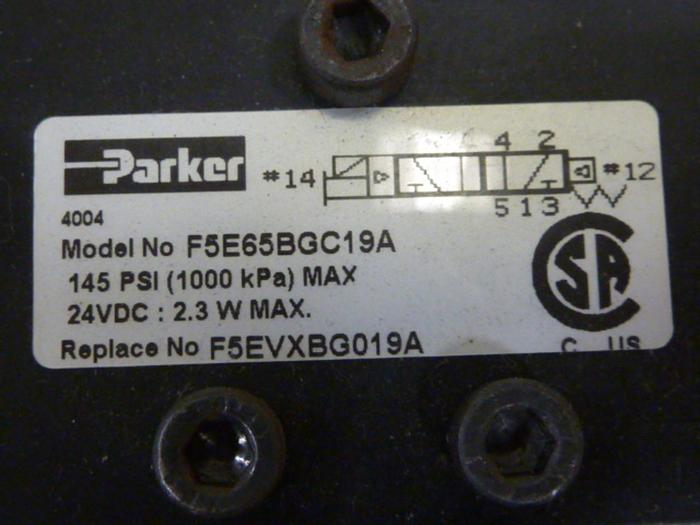 Parker
#14 4 2 #12
5 1 3
4004
Model No F5E65BGC19A
145 PSI (1000 kPa) MAX
24VDC : 2.3 W MAX.
Replace No F5EVXBG019A
CSA
C US